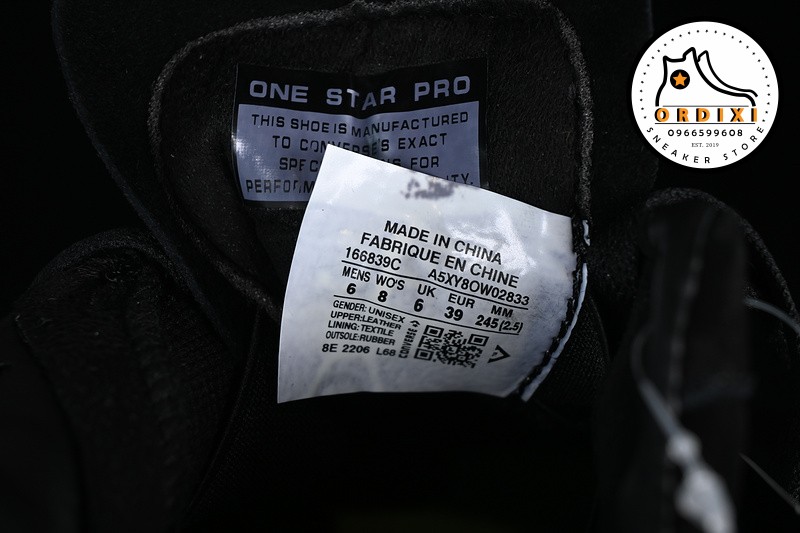 ONE STAR PRO
THIS SHOE IS MANUFACTURED
TO CONVERSE'S EXACT
FOR
MADE IN CHINA
FABRIQUE EN CHINE
166839C A5XY8OW02833
MENS WO'S UK EUR MM
6 8 6 39 245 (2.5)
GENDER: UNISEX
UPPER:LEATHER
LINING: TEXTILE
OUTSOLE:RUBBER
8E 2206 L68
CONVERSE
ORDIXI
0966599608
EST. 2019
SNEAKER STORE